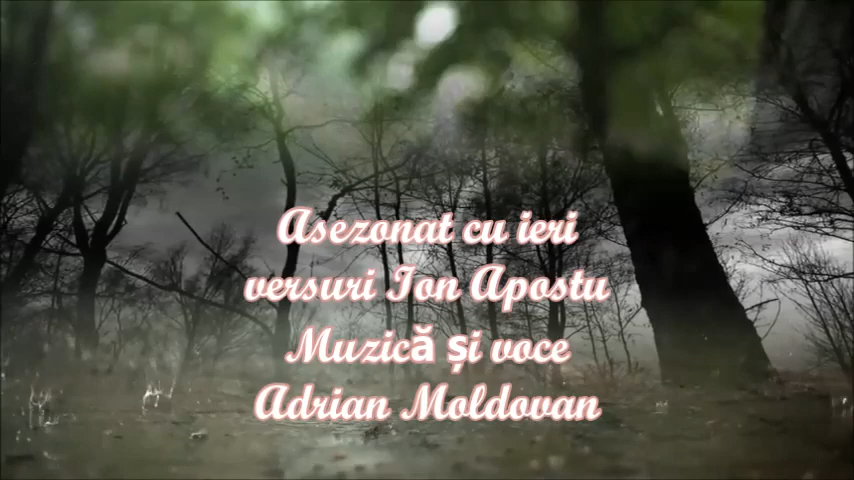 Asezonat cu ieri
versuri Ion Apostu
Muzică și voce
Adrian Moldovan